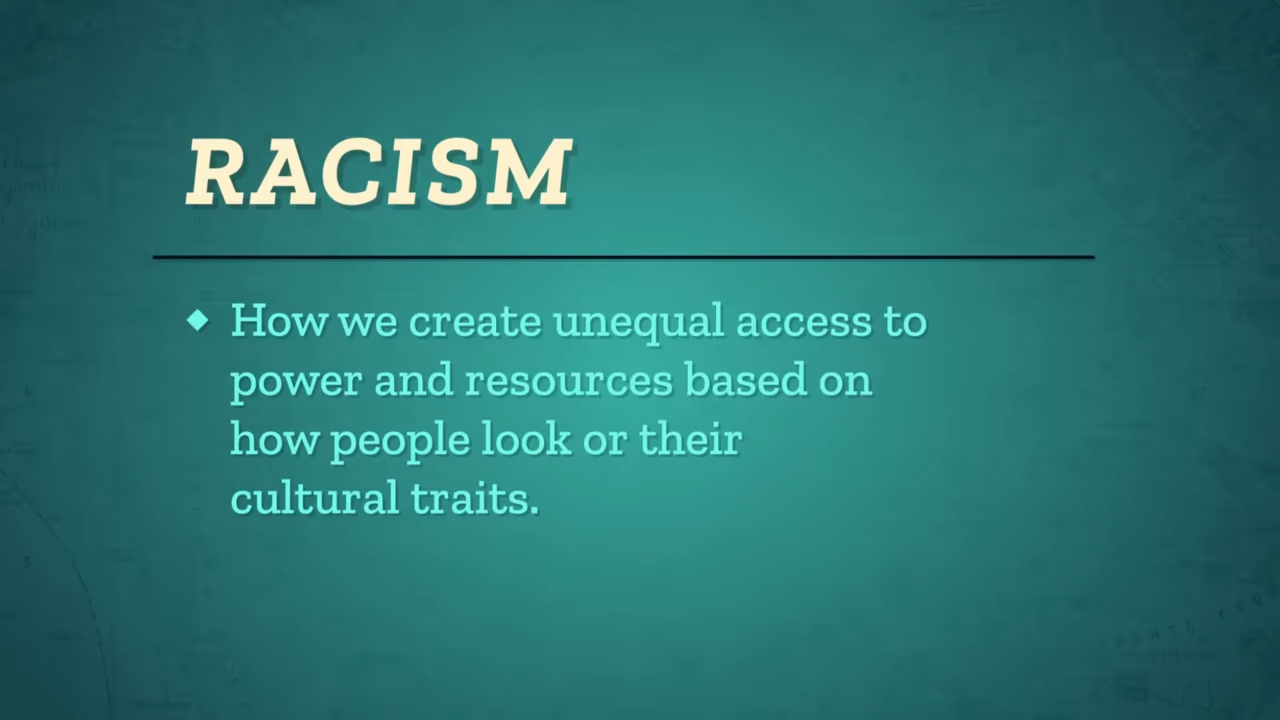 RACISM
◆ How we create unequal access to
power and resources based on
how people look or their
cultural traits.